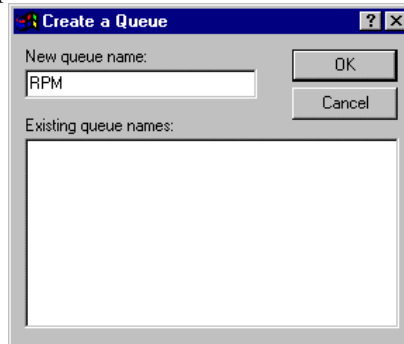 Create a Queue
New queue name:
OK
RPM
Cancel
Existing queue names: